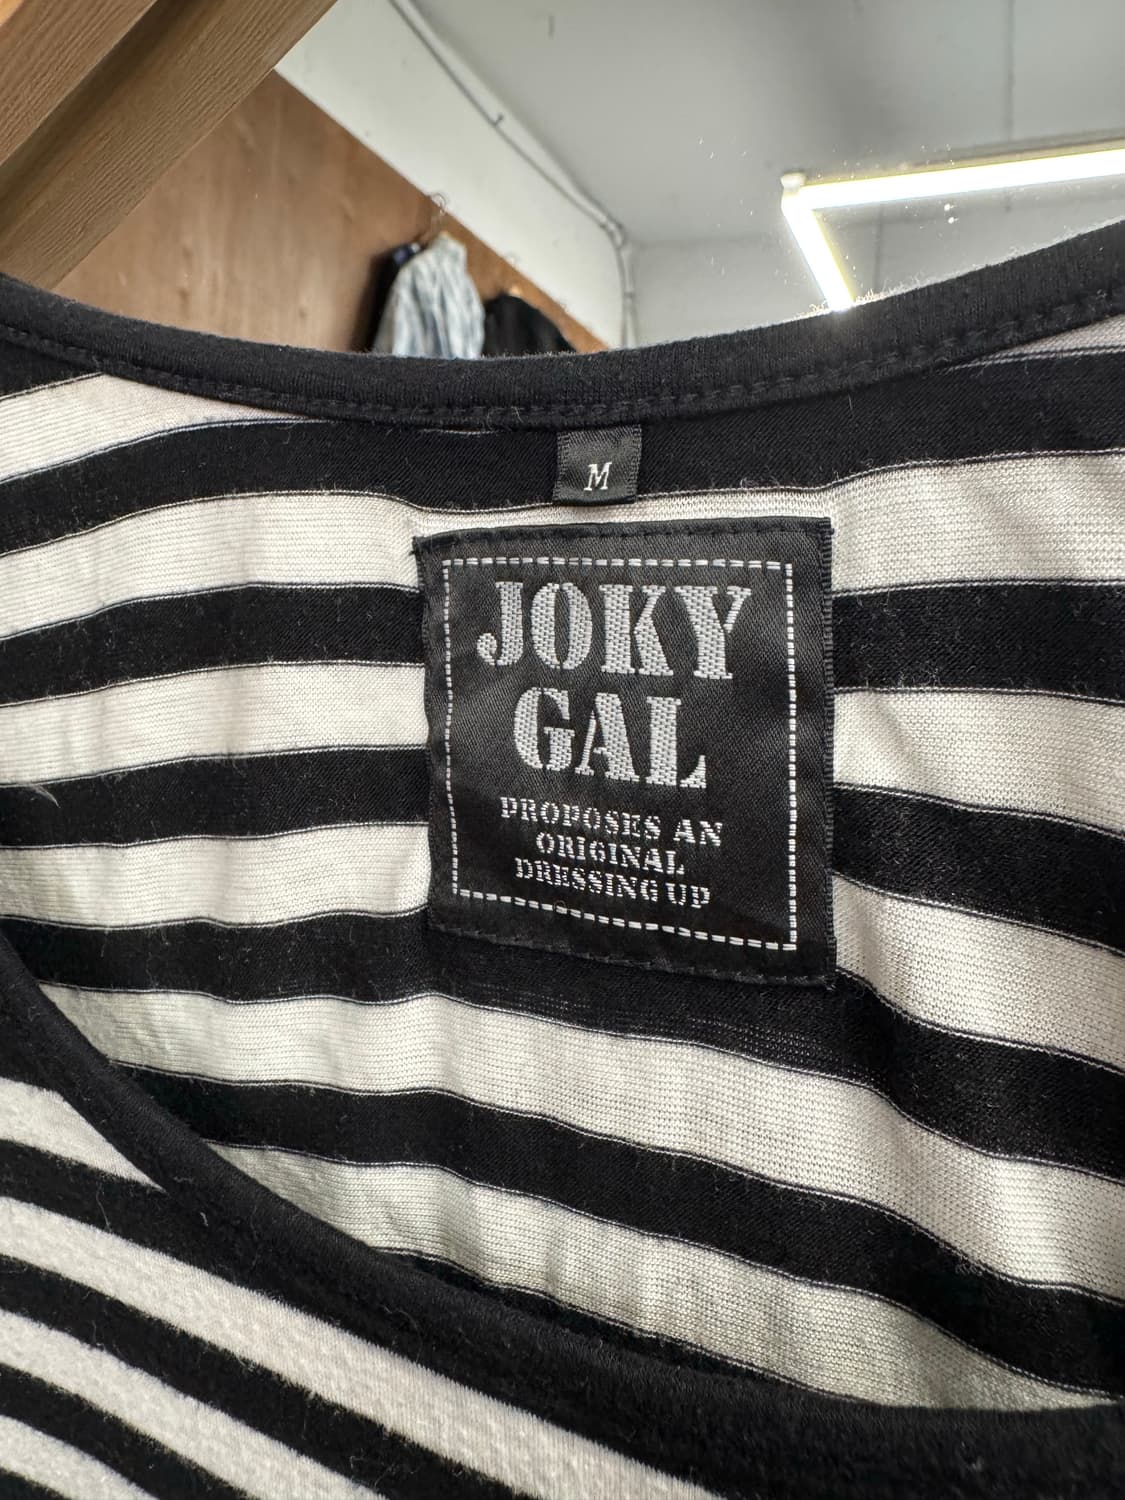 M
JOKY
GAL
PROPOSES AN
ORIGINAL
DRESSING UP